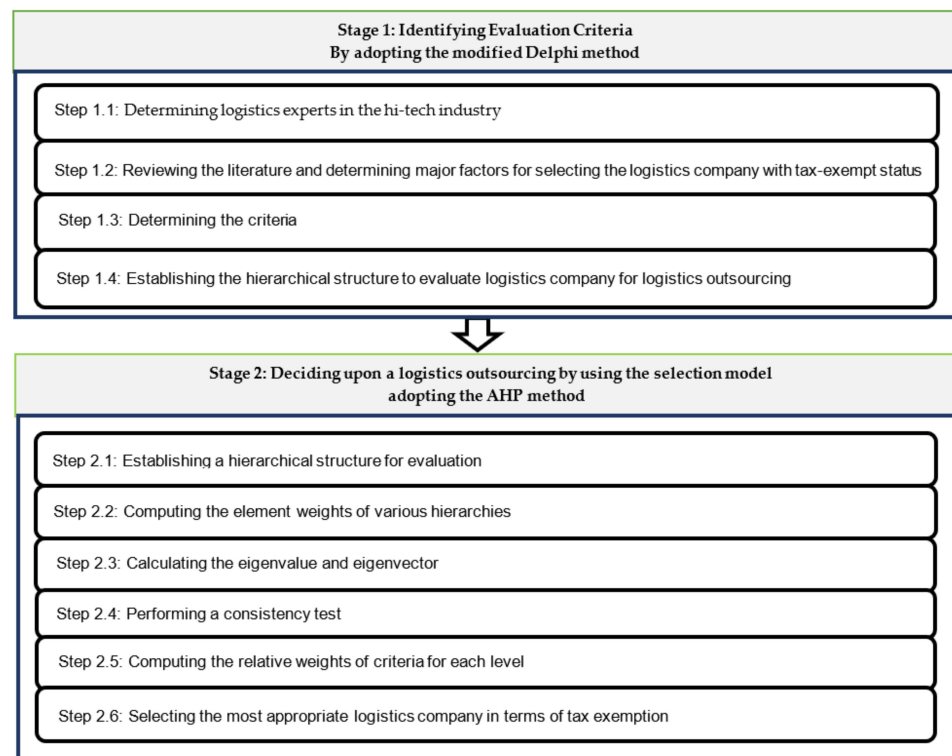 Stage 1: Identifying Evaluation Criteria
By adopting the modified Delphi method
Step 1.1: Determining logistics experts in the hi-tech industry
Step 1.2: Reviewing the literature and determining major factors for selecting the logistics company with tax-exempt status
Step 1.3: Determining the criteria
Step 1.4: Establishing the hierarchical structure to evaluate logistics company for logistics outsourcing
Stage 2: Deciding upon a logistics outsourcing by using the selection model
adopting the AHP method
Step 2.1: Establishing a hierarchical structure for evaluation
Step 2.2: Computing the element weights of various hierarchies
Step 2.3: Calculating the eigenvalue and eigenvector
Step 2.4: Performing a consistency test
Step 2.5: Computing the relative weights of criteria for each level
Step 2.6: Selecting the most appropriate logistics company in terms of tax exemption